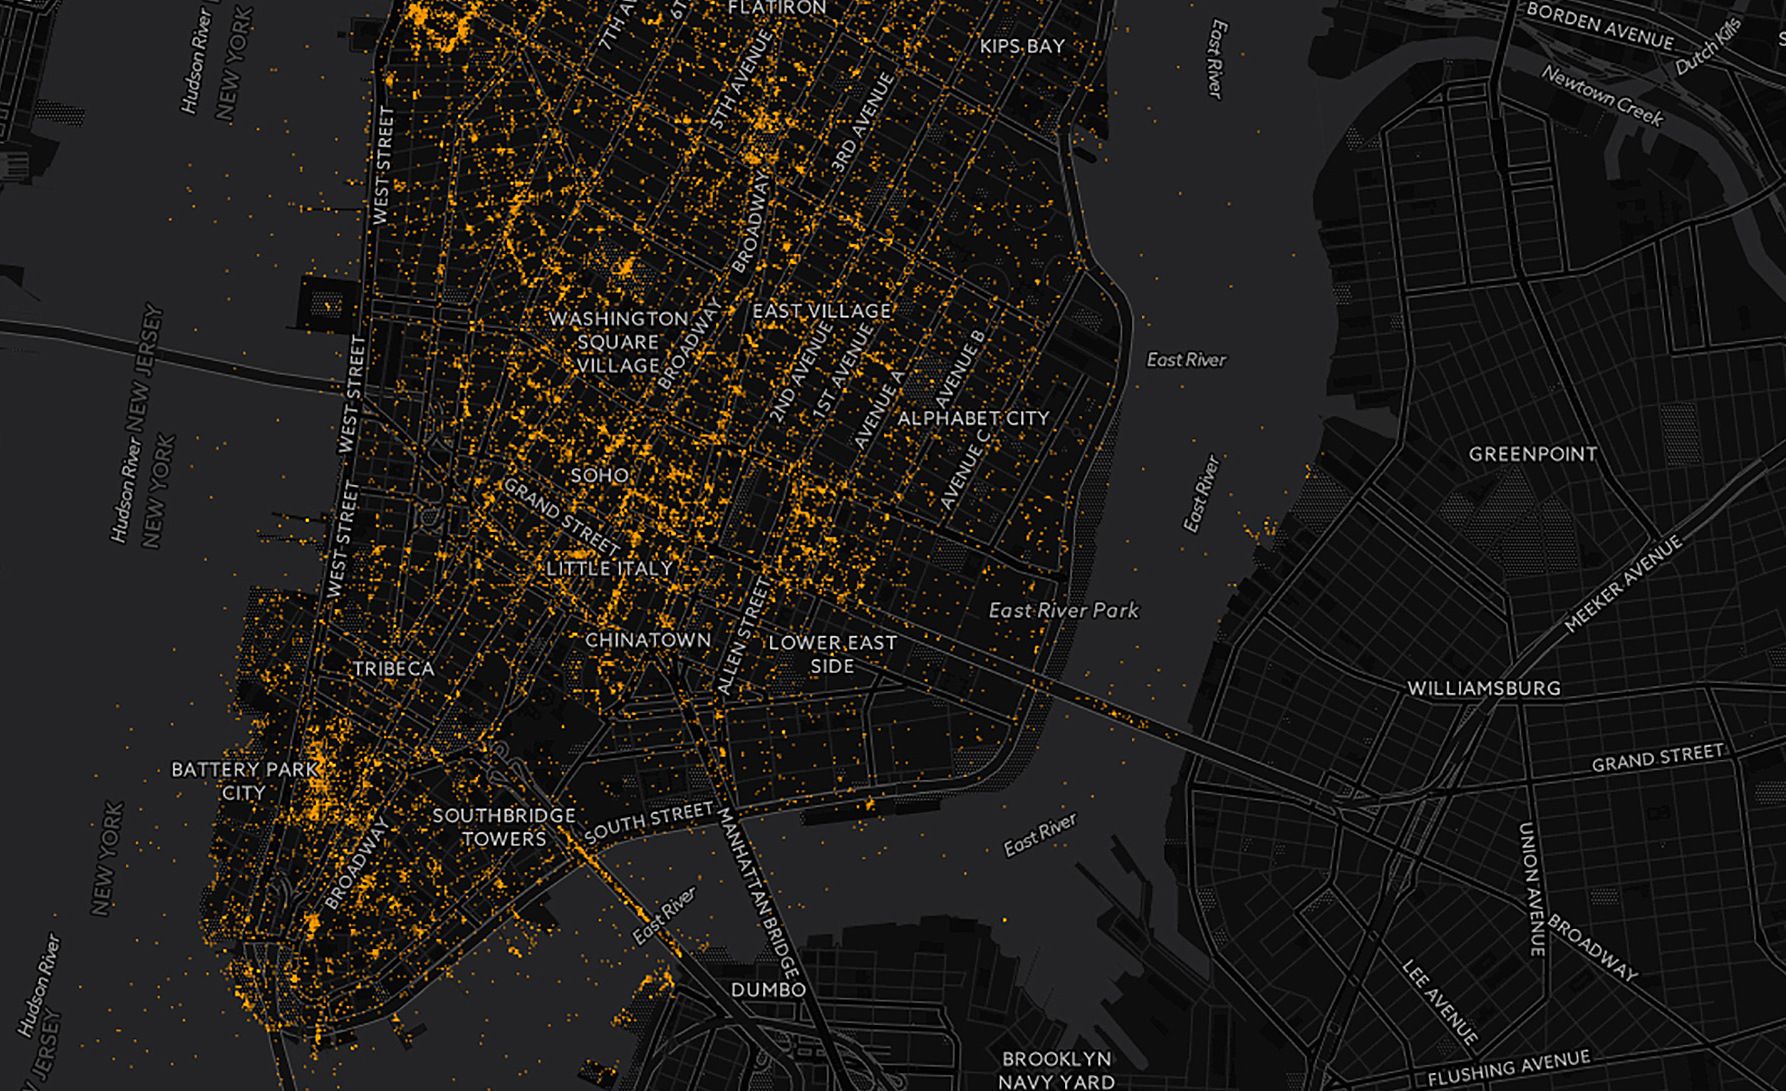 FLATIRON
7TH AV
6T
KIPS BAY
BORDEN AVENUE
Dutch Kills
S
Hudson River
NEW YORK
East River
5TH AVENUE
3RD AVENUE
Newtown Creek
WEST STREET
BROADWAY
WASHINGTON
SQUARE
VILLAGE
EAST VILLAGE
BROADWAY
East River
NEW JERSEY
WEST STREET
2ND AVENUE
1ST AVENUE
AVENUE A
AVENUE B
ALPHABET CITY
AVENUE C
GREENPOINT
Hudson River
NEW YORK
WEST STREET
SOHO
GRAND STREET
East River
LITTLE ITALY
MEEKER AVENUE
East River Park
CHINATOWN
ALLEN STREET
LOWER EAST
SIDE
TRIBECA
WILLIAMSBURG
BATTERY PARK
CITY
GRAND STREET
SOUTHBRIDGE
TOWERS
SOUTH STREET
East River
NEW YORK
BROADWAY
MANHATTAN BRIDGE
UNION AVENUE
East River
BROADWAY
Hudson River
JERSEY
DUMBO
LEE AVENUE
BROOKLYN
NAVY YARD
FLUSHING AVENUE